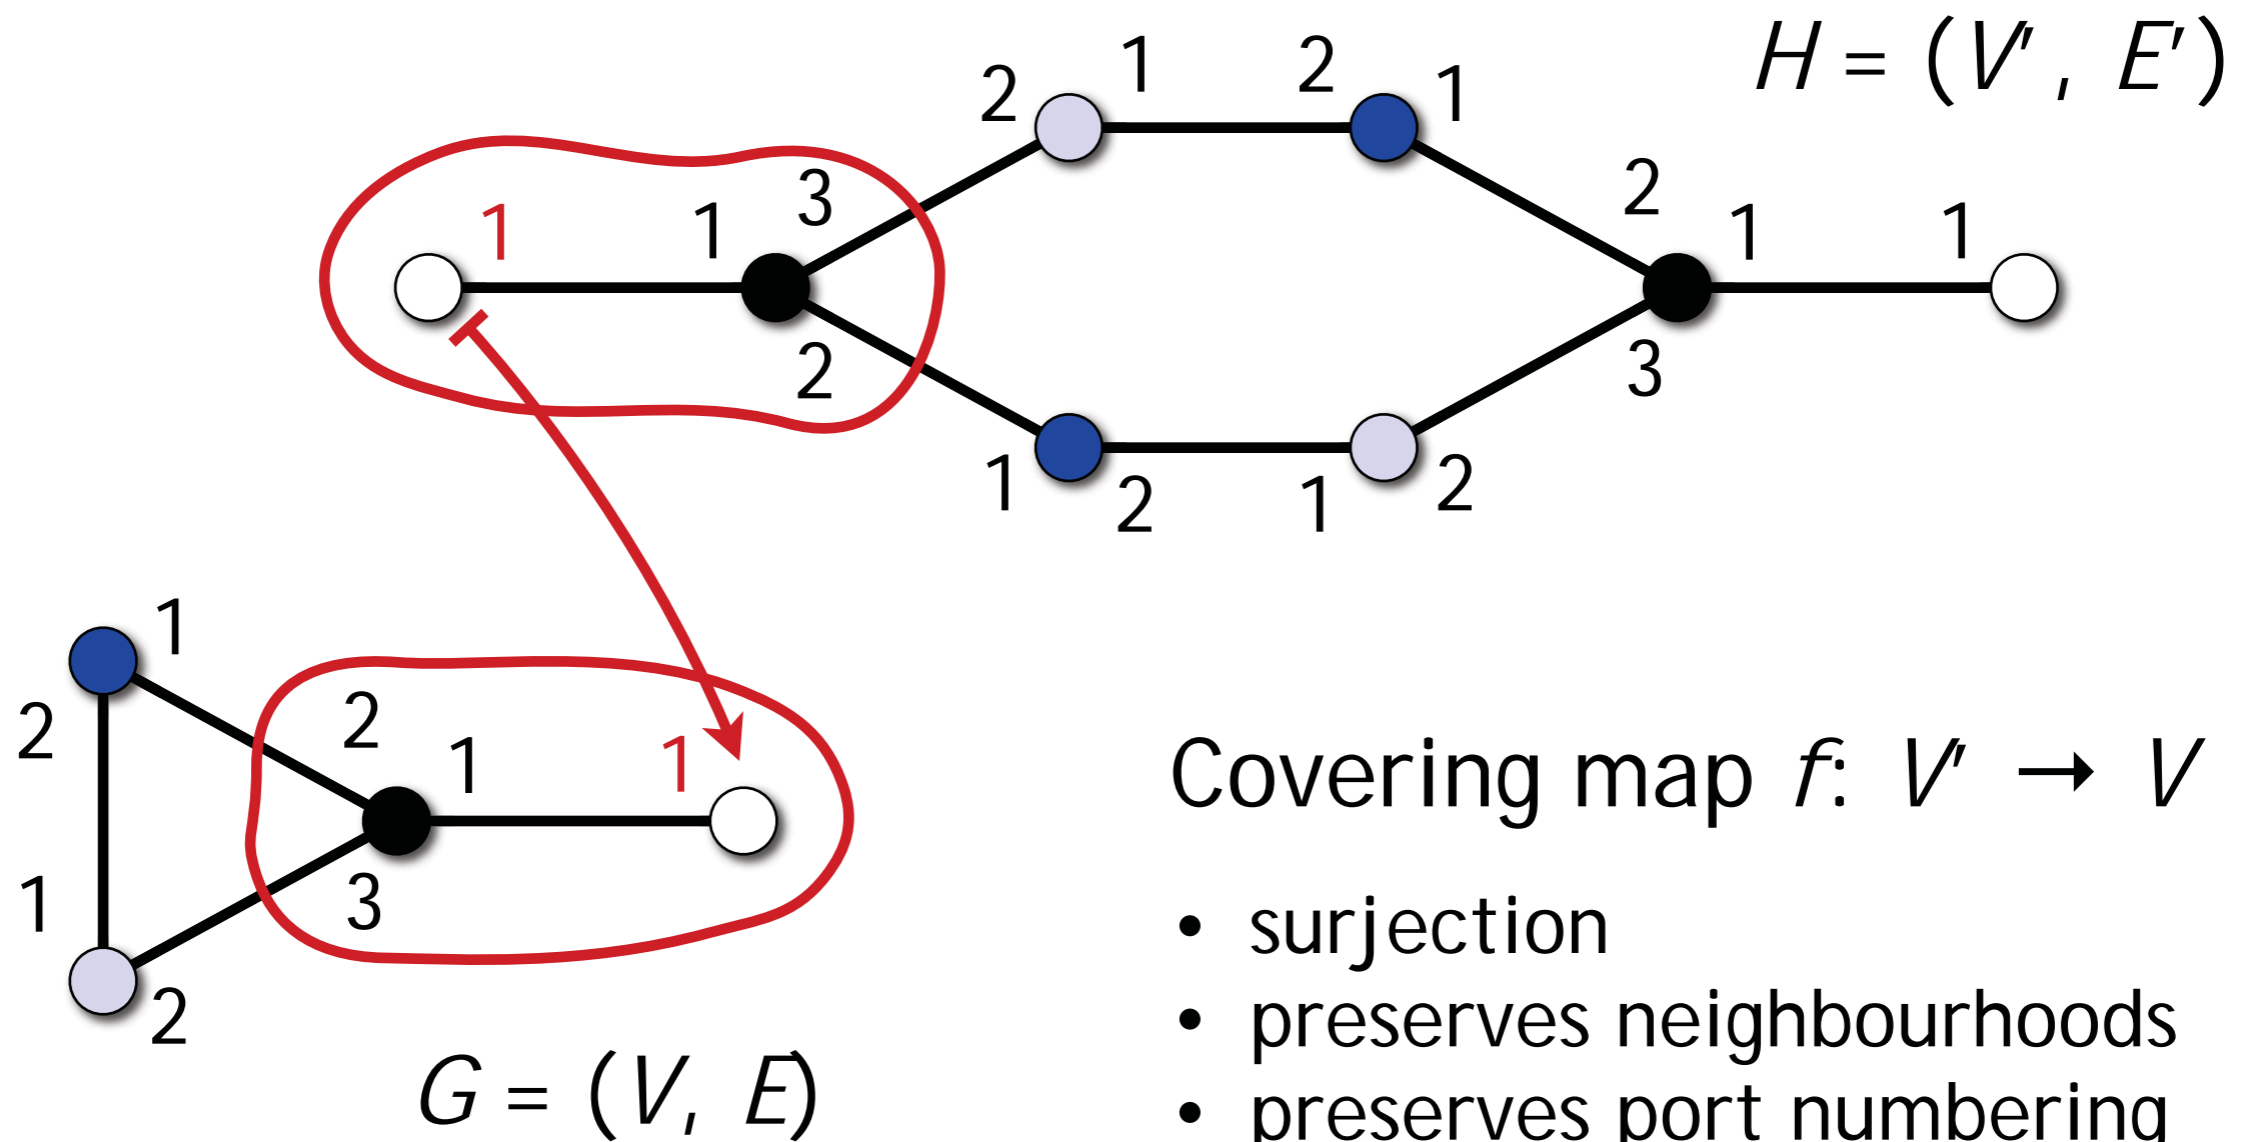 H = (V′, E′)
2 1 2 1
3 2
1 1 1 1
2 3
1 2 1 2
1
2 2
1 1
1 3
2
Covering map f: V′ → V
• surjection
• preserves neighbourhoods
• preserves port numbering
G = (V, E)